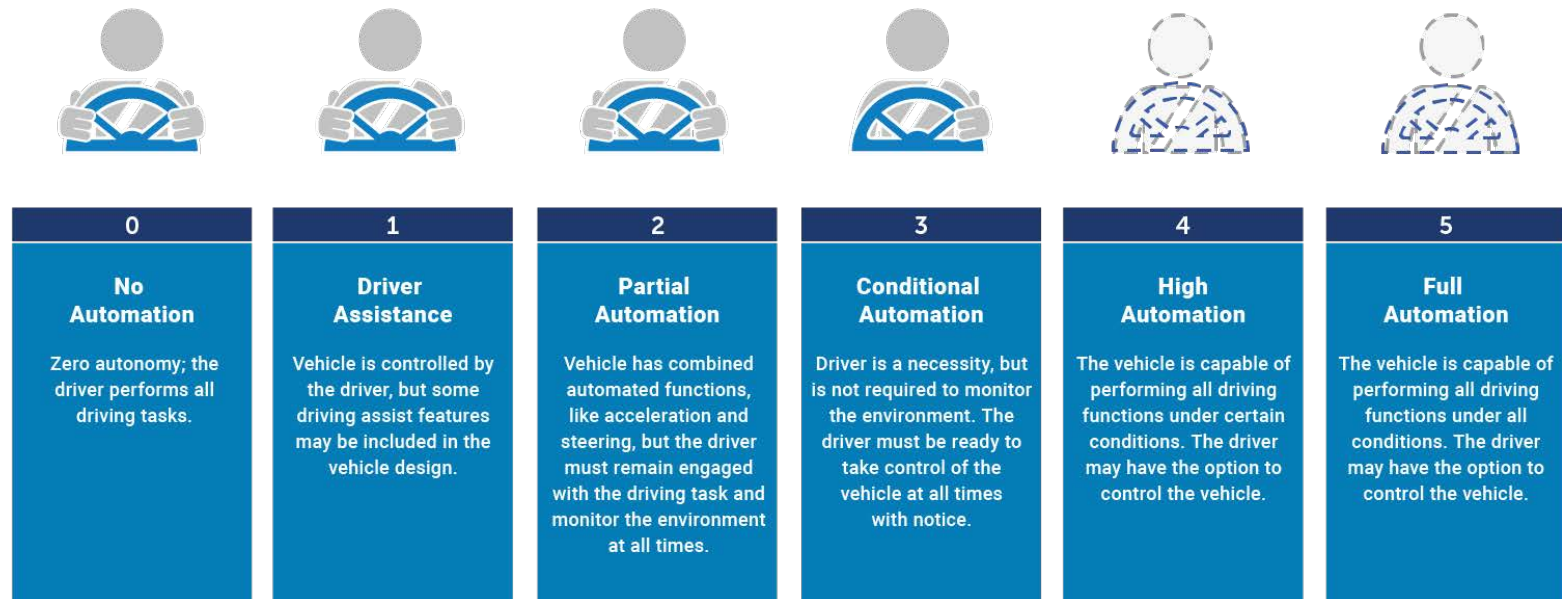 0
No
Automation
Zero autonomy; the
driver performs all
driving tasks.
1
Driver
Assistance
Vehicle is controlled by
the driver, but some
driving assist features
may be included in the
vehicle design.
2
Partial
Automation
Vehicle has combined
automated functions,
like acceleration and
steering, but the driver
must remain engaged
with the driving task and
monitor the environment
at all times.
3
Conditional
Automation
Driver is a necessity, but
is not required to monitor
the environment. The
driver must be ready to
take control of the
vehicle at all times
with notice.
4
High
Automation
The vehicle is capable of
performing all driving
functions under certain
conditions. The driver
may have the option to
control the vehicle.
5
Full
Automation
The vehicle is capable of
performing all driving
functions under all
conditions. The driver
may have the option to
control the vehicle.